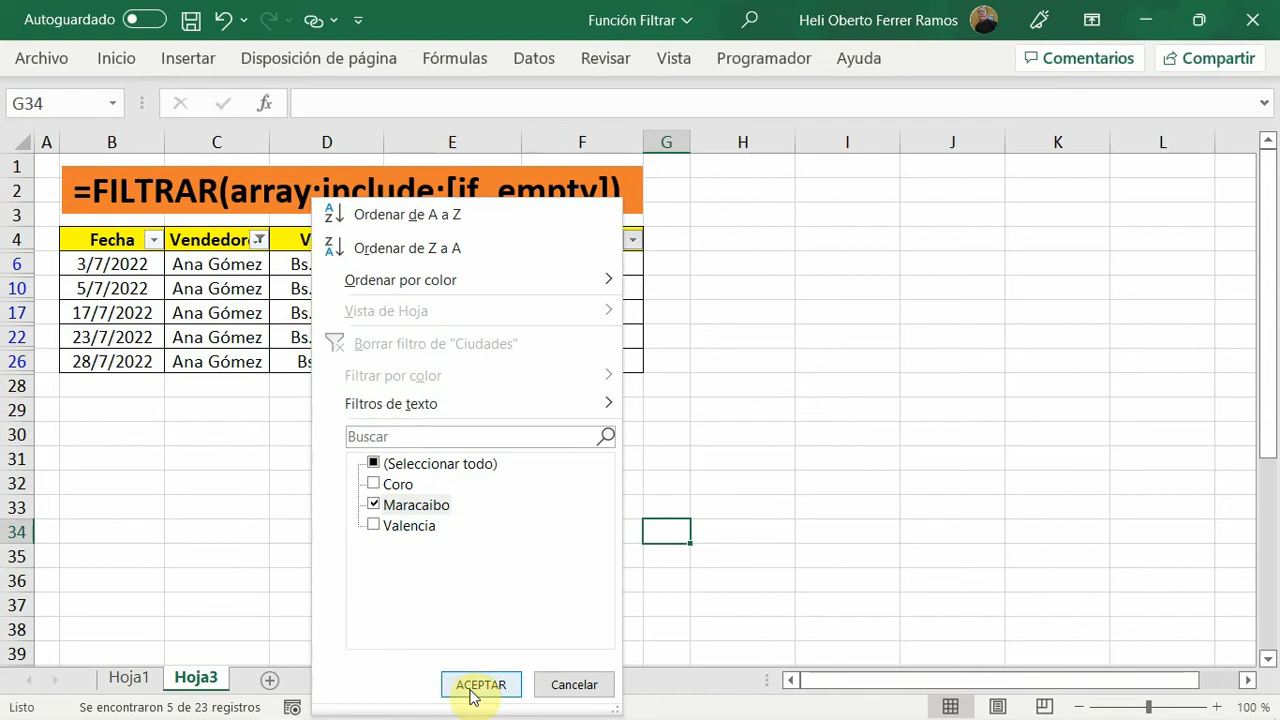 Autoguardado
Función Filtrar
Heli Oberto Ferrer Ramos
Archivo Inicio Insertar Disposición de página Fórmulas Datos Revisar Vista Programador Ayuda Comentarios Compartir
G34 fx
A B C D E F G H I J K L
1
2 =FILTRAR(array;include;[if_empty])
3
4 Fecha Vendedor
6 3/7/2022 Ana Gómez Bs.
10 5/7/2022 Ana Gómez Bs.
17 17/7/2022 Ana Gómez Bs.
22 23/7/2022 Ana Gómez Bs.
26 28/7/2022 Ana Gómez
28
29
30
31
32
33
34
35
36
37
38
39
Ordenar de A a Z
Ordenar de Z a A
Ordenar por color
Vista de Hoja
Borrar filtro de "Ciudades"
Filtrar por color
Filtros de texto
Buscar
(Seleccionar todo)
Coro
Maracaibo
Valencia
ACEPTAR Cancelar
Hoja1 Hoja3
Listo Se encontraron 5 de 23 registros 100 %